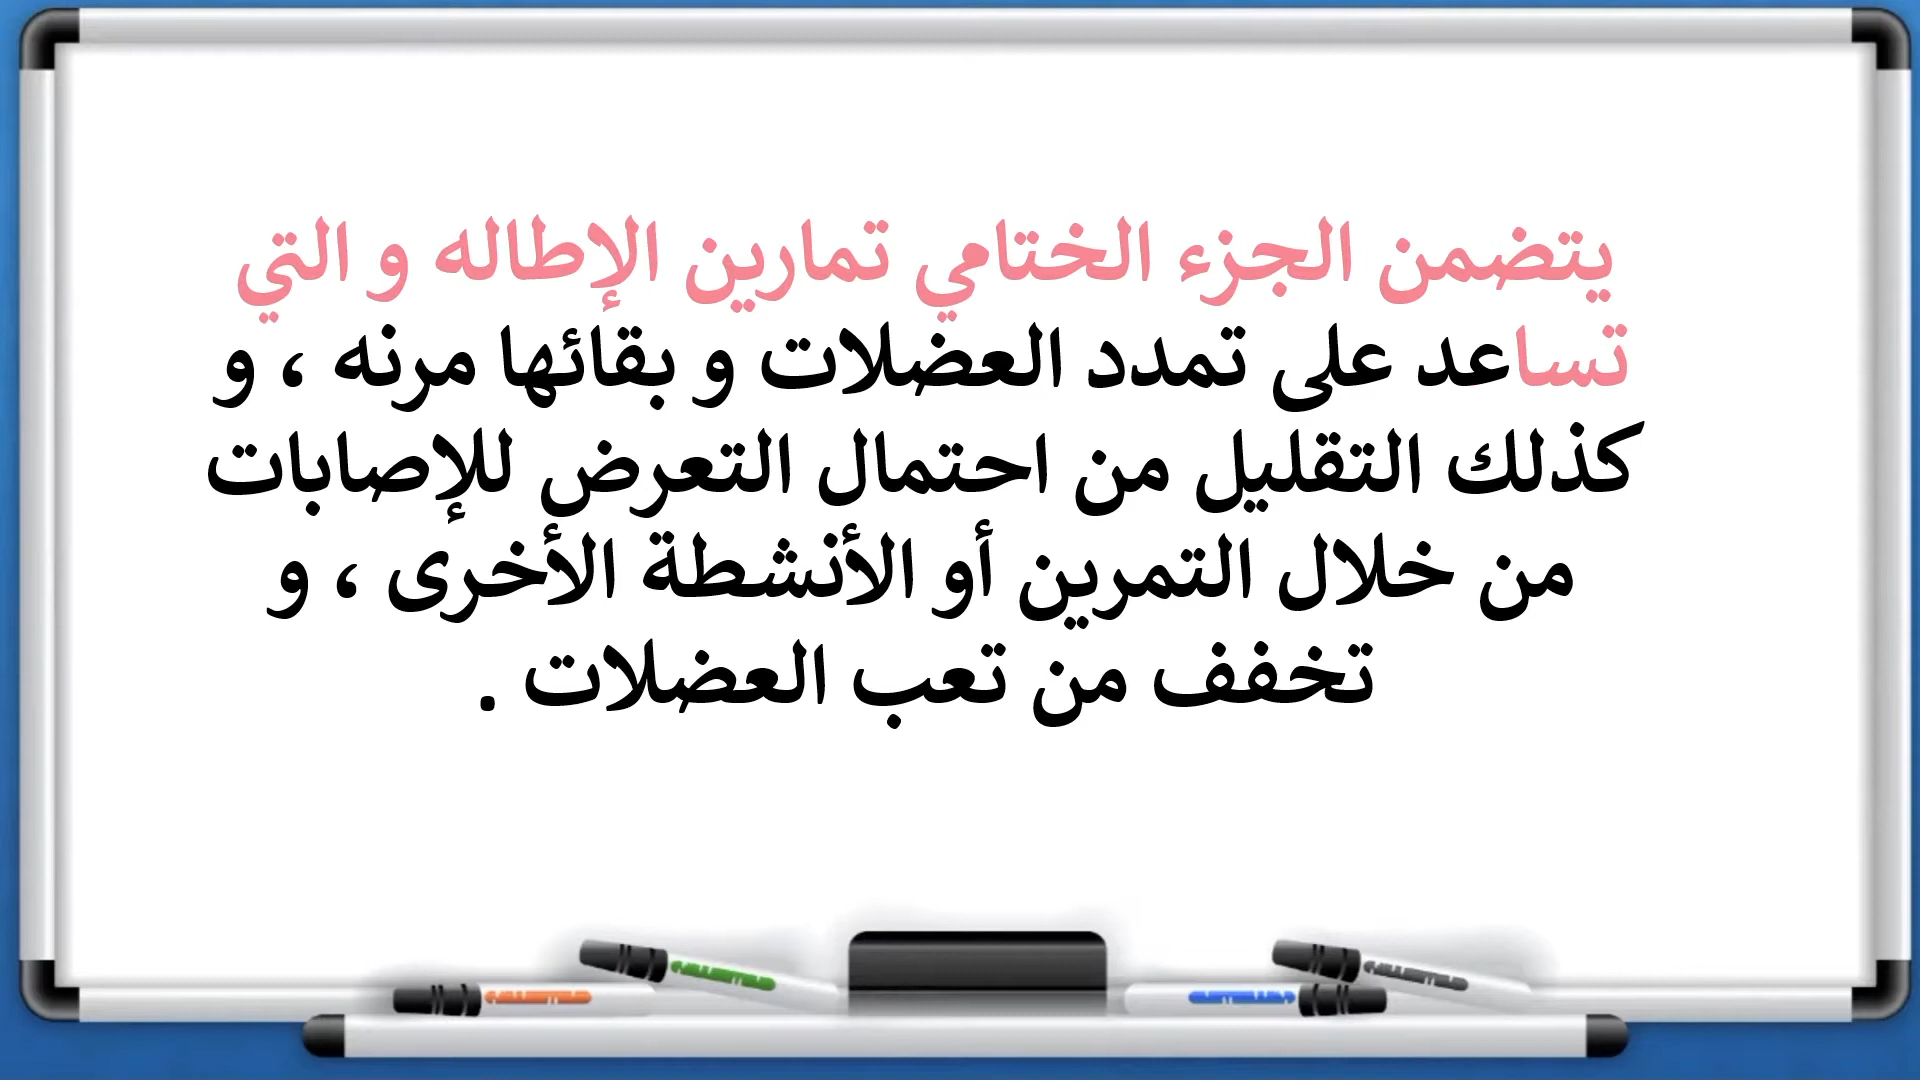 يتضمن الجزء الختامي تمارين الإطاله و التي
تساعد على تمدد العضلات و بقائها مرنه ، و
كذلك التقليل من احتمال التعرض للإصابات
من خلال التمرين أو الأنشطة الأخرى ، و
تخفف من تعب العضلات .